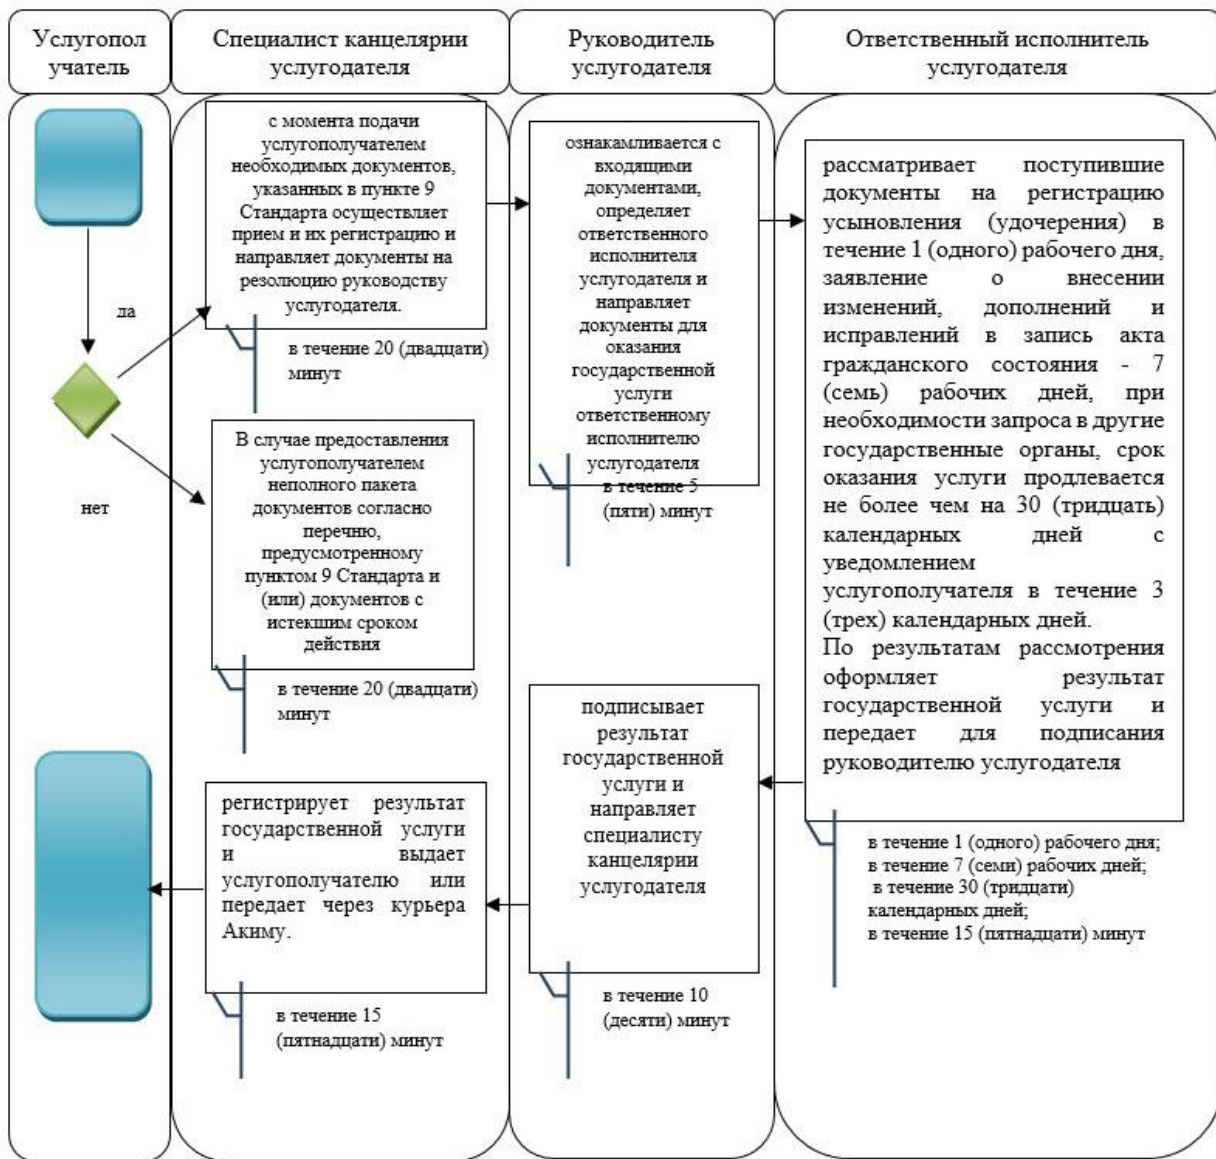 Услугопол
учатель
Специалист канцелярии
услугодателя
Руководитель
услугодателя
Ответственный исполнитель
услугодателя
да
нет
с момента подачи
услугополучателем
необходимых документов,
указанных в пункте 9
Стандарта осуществляет
прием и их регистрацию и
направляет документы на
резолюцию руководству
услугодателя.
в течение 20 (двадцати)
минут
В случае предоставления
услугополучателем
неполного пакета
документов согласно
перечню,
предусмотренному
пунктом 9 Стандарта и
(или) документов с
истекшим сроком
действия
в течение 20 (двадцати)
минут
ознакамливается с
входящими
документами,
определяет
ответственного
исполнителя
услугодателя и
направляет
документы для
оказания
государственной
услуги
ответственному
исполнителю
услугодателя
в течение 5
(пяти) минут
рассматривает поступившие
документы на регистрацию
усыновления (удочерения) в
течение 1 (одного) рабочего дня,
заявление о внесении
изменений, дополнений и
исправлений в запись акта
гражданского состояния - 7
(семь) рабочих дней, при
необходимости запроса в другие
государственные органы, срок
оказания услуги продлевается
не более чем на 30 (тридцать)
календарных дней с
уведомлением
услугополучателя в течение 3
(трех) календарных дней.
По результатам рассмотрения
оформляет результат
государственной услуги и
передает для подписания
руководителю услугодателя
в течение 1 (одного) рабочего дня;
в течение 7 (семи) рабочих дней;
в течение 30 (тридцати)
календарных дней;
в течение 15 (пятнадцати) минут
подписывает
результат
государственной
услуги и
направляет
специалисту
канцелярии
услугодателя
в течение 10
(десяти) минут
регистрирует результат
государственной услуги
и выдает
услугополучателю или
передает через курьера
Акиму.
в течение 15
(пятнадцати) минут